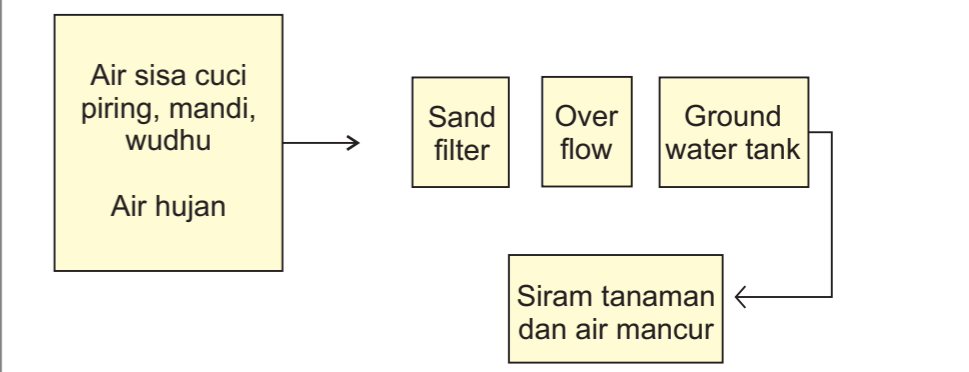 Air sisa cuci
piring, mandi,
wudhu
Air hujan
Sand
filter
Over
flow
Ground
water tank
Siram tanaman
dan air mancur